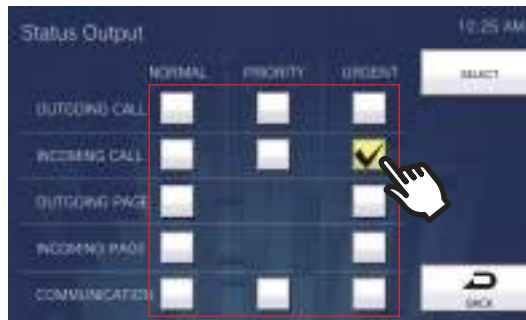 Status Output
10:25 AM
NORMAL PRIORITY URGENT
SELECT
OUTGOING CALL
INCOMING CALL
OUTGOING PAGE
INCOMING PAGE
COMMUNICATION
BACK